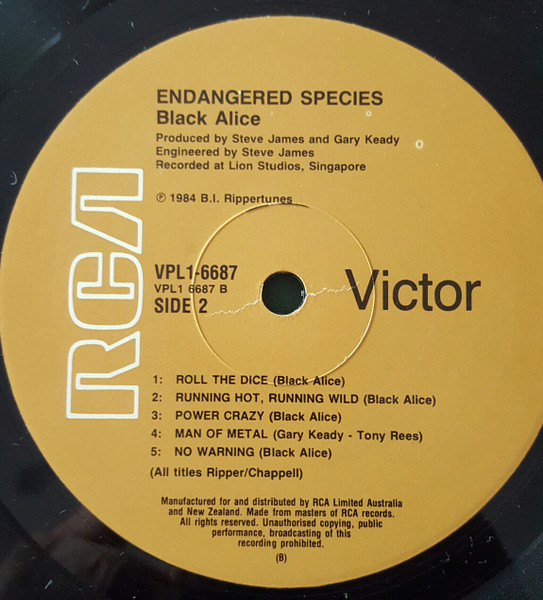 ENDANGERED SPECIES
Black Alice
Produced by Steve James and Gary Keady
Engineered by Steve James
Recorded at Lion Studios, Singapore
℗ 1984 B.I. Rippertunes
RCA
VPL1-6687
VPL1 6687 B
SIDE 2
Victor
1: ROLL THE DICE (Black Alice)
2: RUNNING HOT, RUNNING WILD (Black Alice)
3: POWER CRAZY (Black Alice)
4: MAN OF METAL (Gary Keady - Tony Rees)
5: NO WARNING (Black Alice)
(All titles Ripper/Chappell)
Manufactured for and distributed by RCA Limited Australia
and New Zealand. Made from masters of RCA records.
All rights reserved. Unauthorised copying, public
performance, broadcasting of this
recording prohibited.
(B)